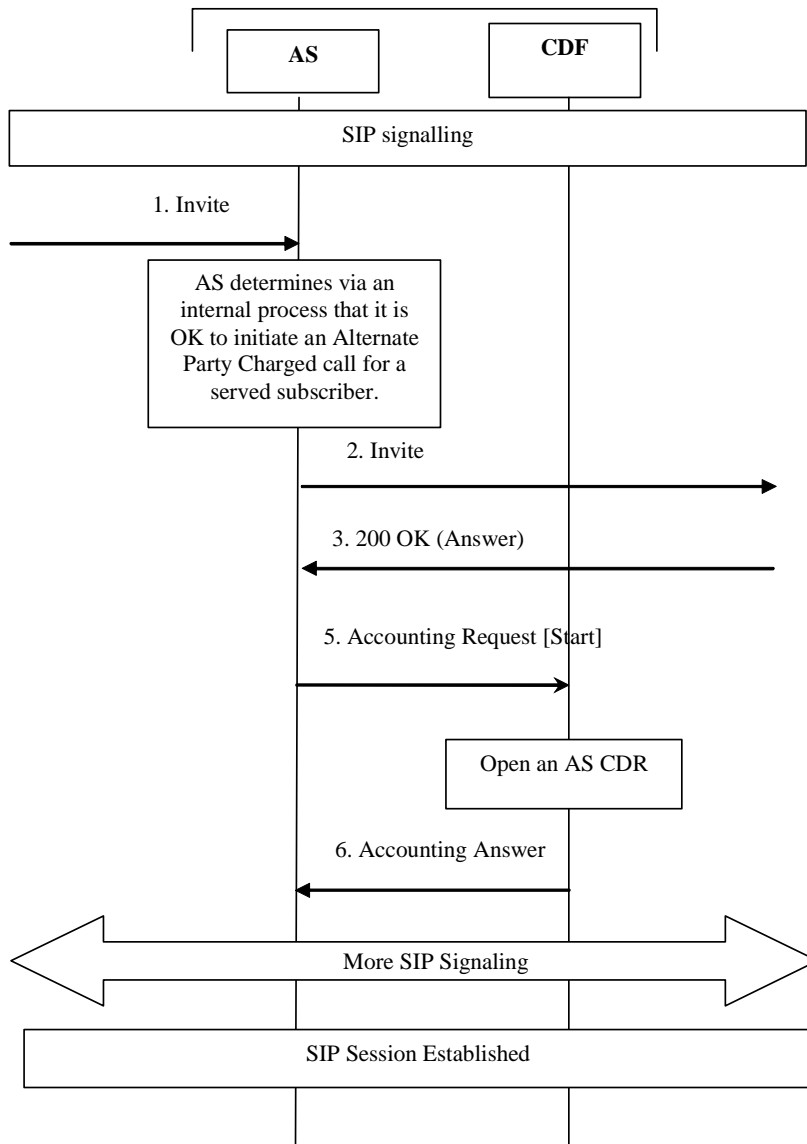 AS
CDF
SIP signalling
1. Invite
AS determines via an
internal process that it is
OK to initiate an Alternate
Party Charged call for a
served subscriber.
2. Invite
3. 200 OK (Answer)
5. Accounting Request [Start]
Open an AS CDR
6. Accounting Answer
More SIP Signaling
SIP Session Established